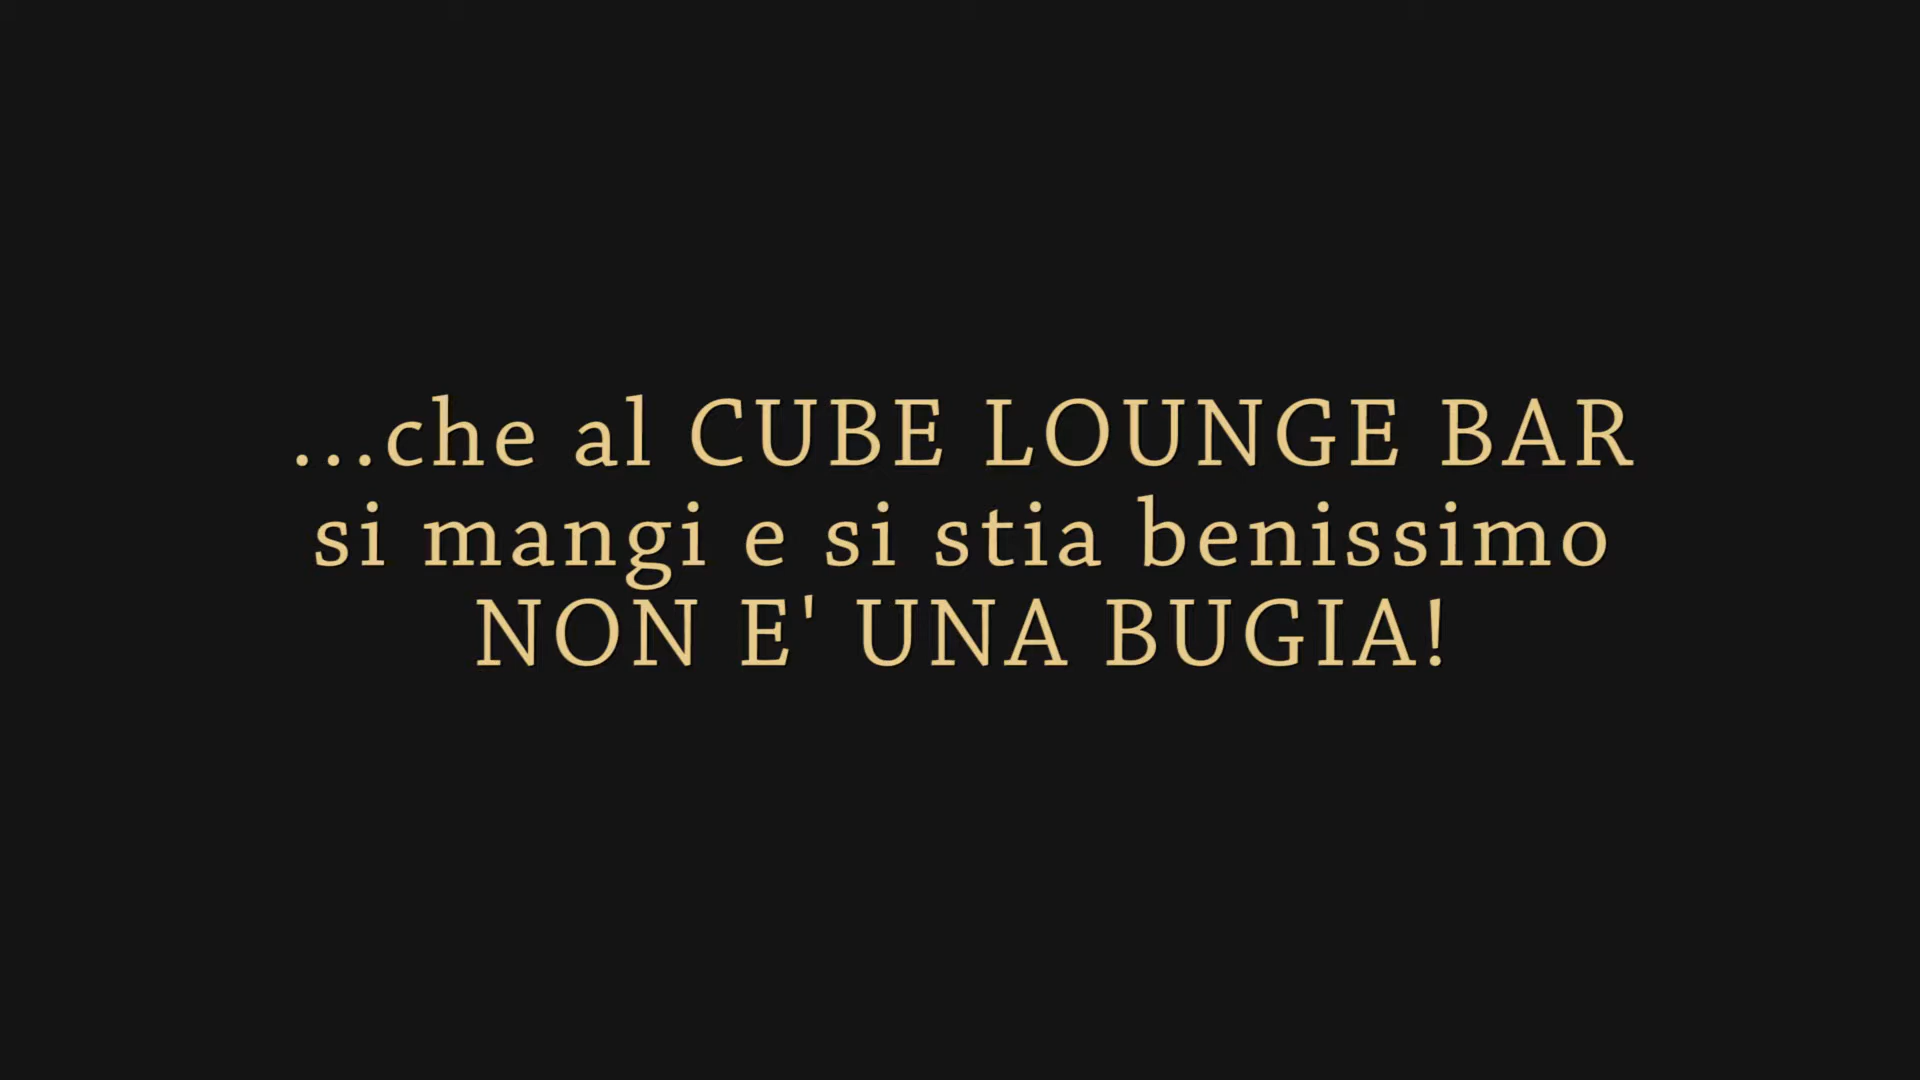 ...che al CUBE LOUNGE BAR
si mangi e si stia benissimo
NON E' UNA BUGIA!